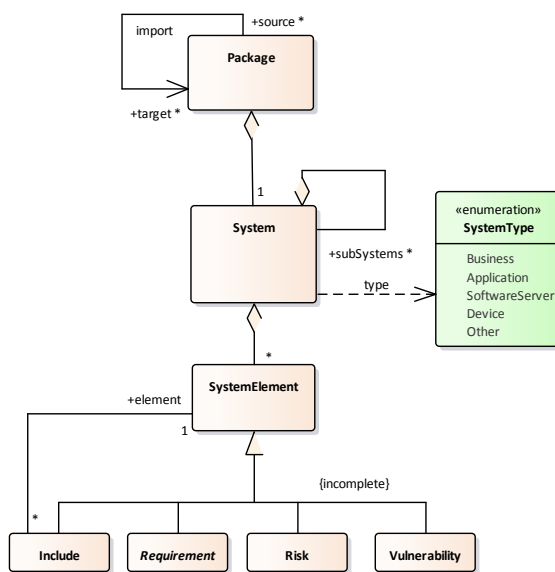 +source *
import
Package
+target *
1
System
«enumeration»
SystemType
Business
Application
SoftwareServer
Device
Other
+subSystems *
type
*
SystemElement
+element
1
{incomplete}
*
Include
Requirement
Risk
Vulnerability